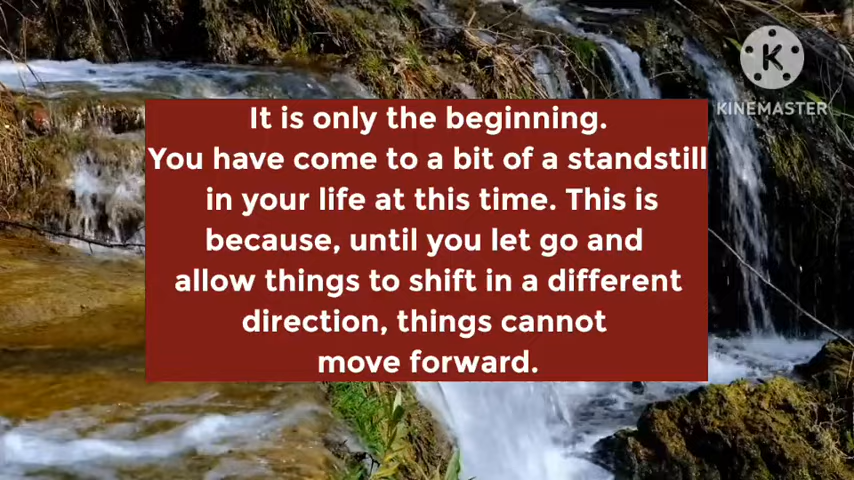 K
KINEMASTER
It is only the beginning.
You have come to a bit of a standstill
in your life at this time. This is
because, until you let go and
allow things to shift in a different
direction, things cannot
move forward.